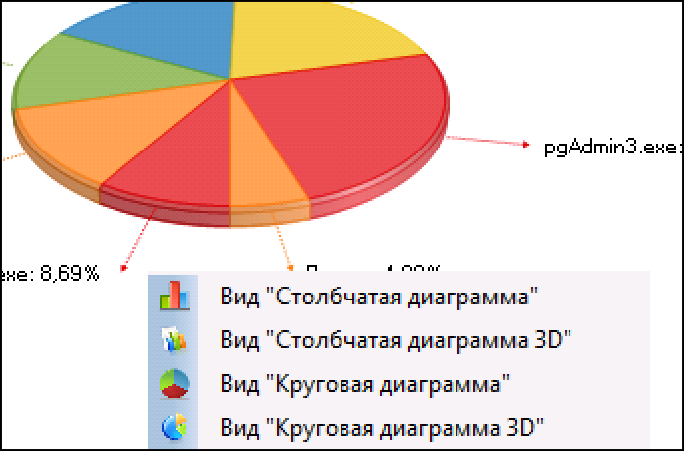 pgAdmin3.exe:
exe: 8,69%
Вид "Столбчатая диаграмма"
Вид "Столбчатая диаграмма 3D"
Вид "Круговая диаграмма"
Вид "Круговая диаграмма 3D"